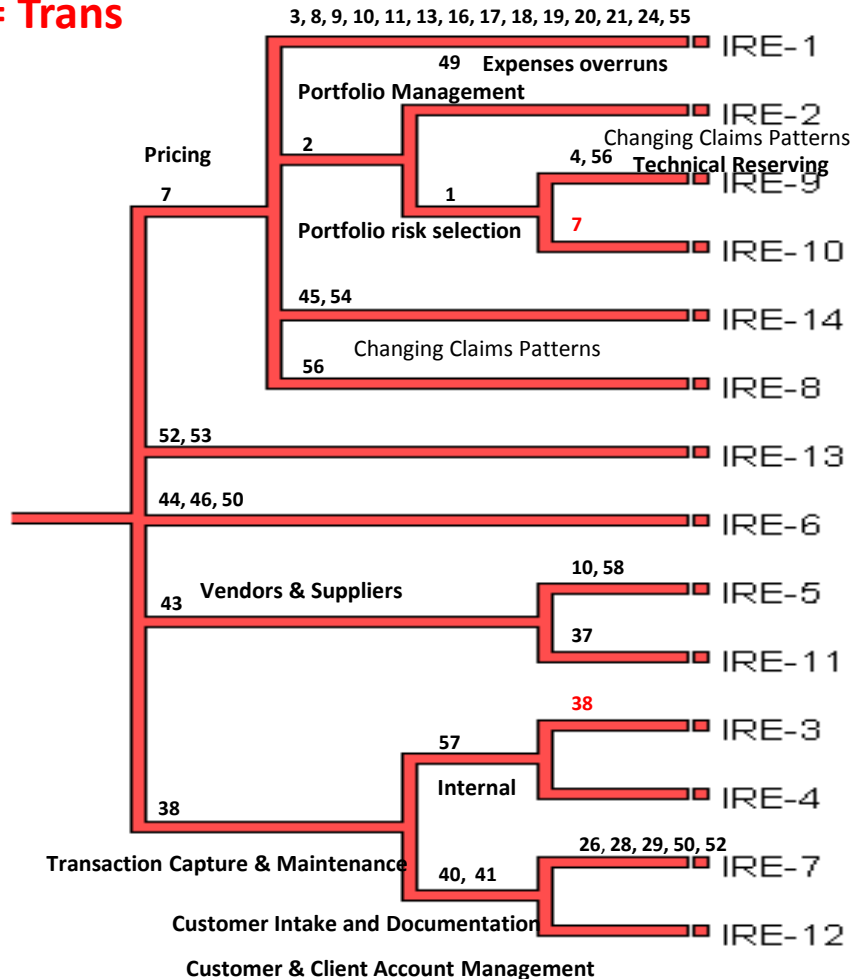 = Trans
3, 8, 9, 10, 11, 13, 16, 17, 18, 19, 20, 21, 24, 55
IRE-1
49 Expenses overruns
Portfolio Management
IRE-2
2
Changing Claims Patterns
Pricing
4, 56
Technical Reserving
IRE-9
7
1
7
Portfolio risk selection
IRE-10
45, 54
IRE-14
Changing Claims Patterns
56
IRE-8
52, 53
IRE-13
44, 46, 50
IRE-6
10, 58
43 Vendors & Suppliers
IRE-5
37
IRE-11
38
IRE-3
57
Internal
IRE-4
38
26, 28, 29, 50, 52
Transaction Capture & Maintenance
IRE-7
40, 41
Customer Intake and Documentation
IRE-12
Customer & Client Account Management